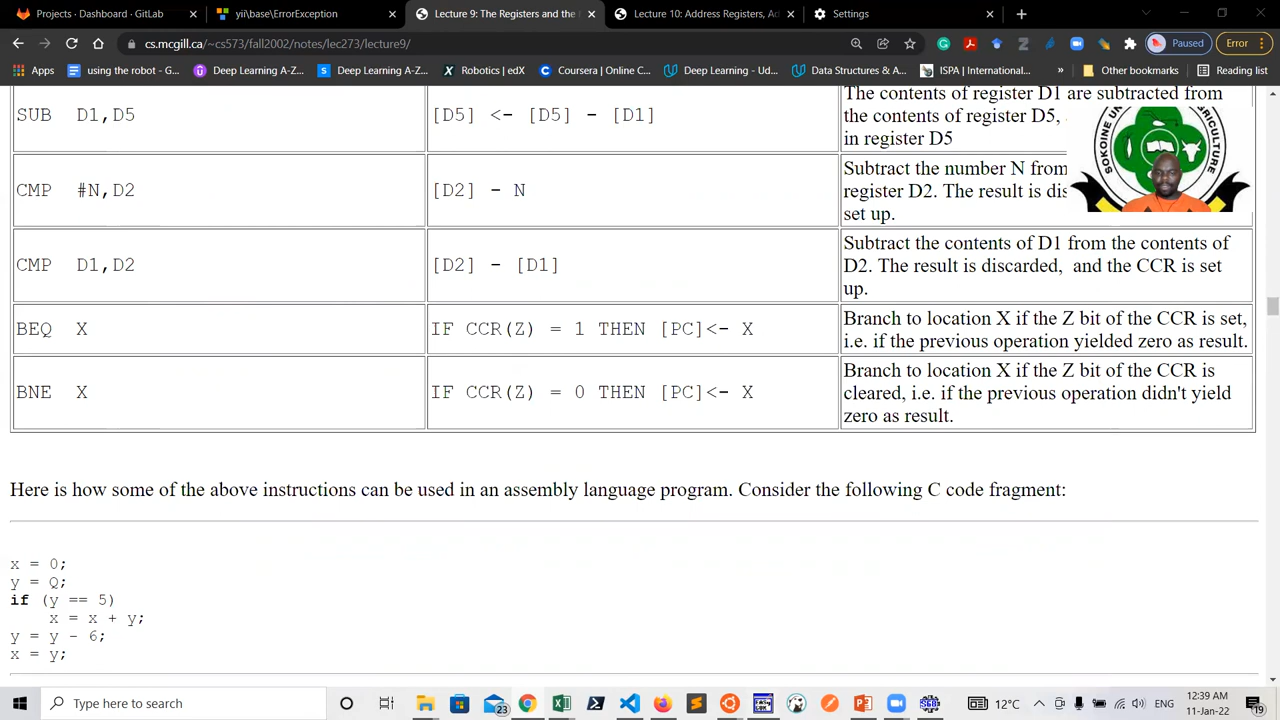 Projects · Dashboard · GitLab
yii\base\ErrorException
Lecture 9: The Registers and the
Lecture 10: Address Registers, Ad
Settings
cs.mcgill.ca/~cs573/fall2002/notes/lec273/lecture9/
Paused
Error
Apps
using the robot - G...
Deep Learning A-Z...
Deep Learning A-Z...
Robotics | edX
Coursera | Online C...
Deep Learning - Ud...
Data Structures & A...
ISPA | International...
»
Other bookmarks
Reading list
The contents of register D1 are subtracted from
SUB D1,D5 [D5] <- [D5] - [D1] the contents of register D5,
in register D5
Subtract the number N from
CMP #N,D2 [D2] - N register D2. The result is dis
set up.
Subtract the contents of D1 from the contents of
CMP D1,D2 [D2] - [D1] D2. The result is discarded, and the CCR is set
up.
BEQ X IF CCR(Z) = 1 THEN [PC]<- X Branch to location X if the Z bit of the CCR is set,
i.e. if the previous operation yielded zero as result.
Branch to location X if the Z bit of the CCR is
BNE X IF CCR(Z) = 0 THEN [PC]<- X cleared, i.e. if the previous operation didn't yield
zero as result.
SOKOINE
Here is how some of the above instructions can be used in an assembly language program. Consider the following C code fragment:
x = 0;
y = Q;
if (y == 5)
x = x + y;
y = y - 6;
x = y;
Type here to search
23
12°C
ENG
12:39 AM
11-Jan-22
19